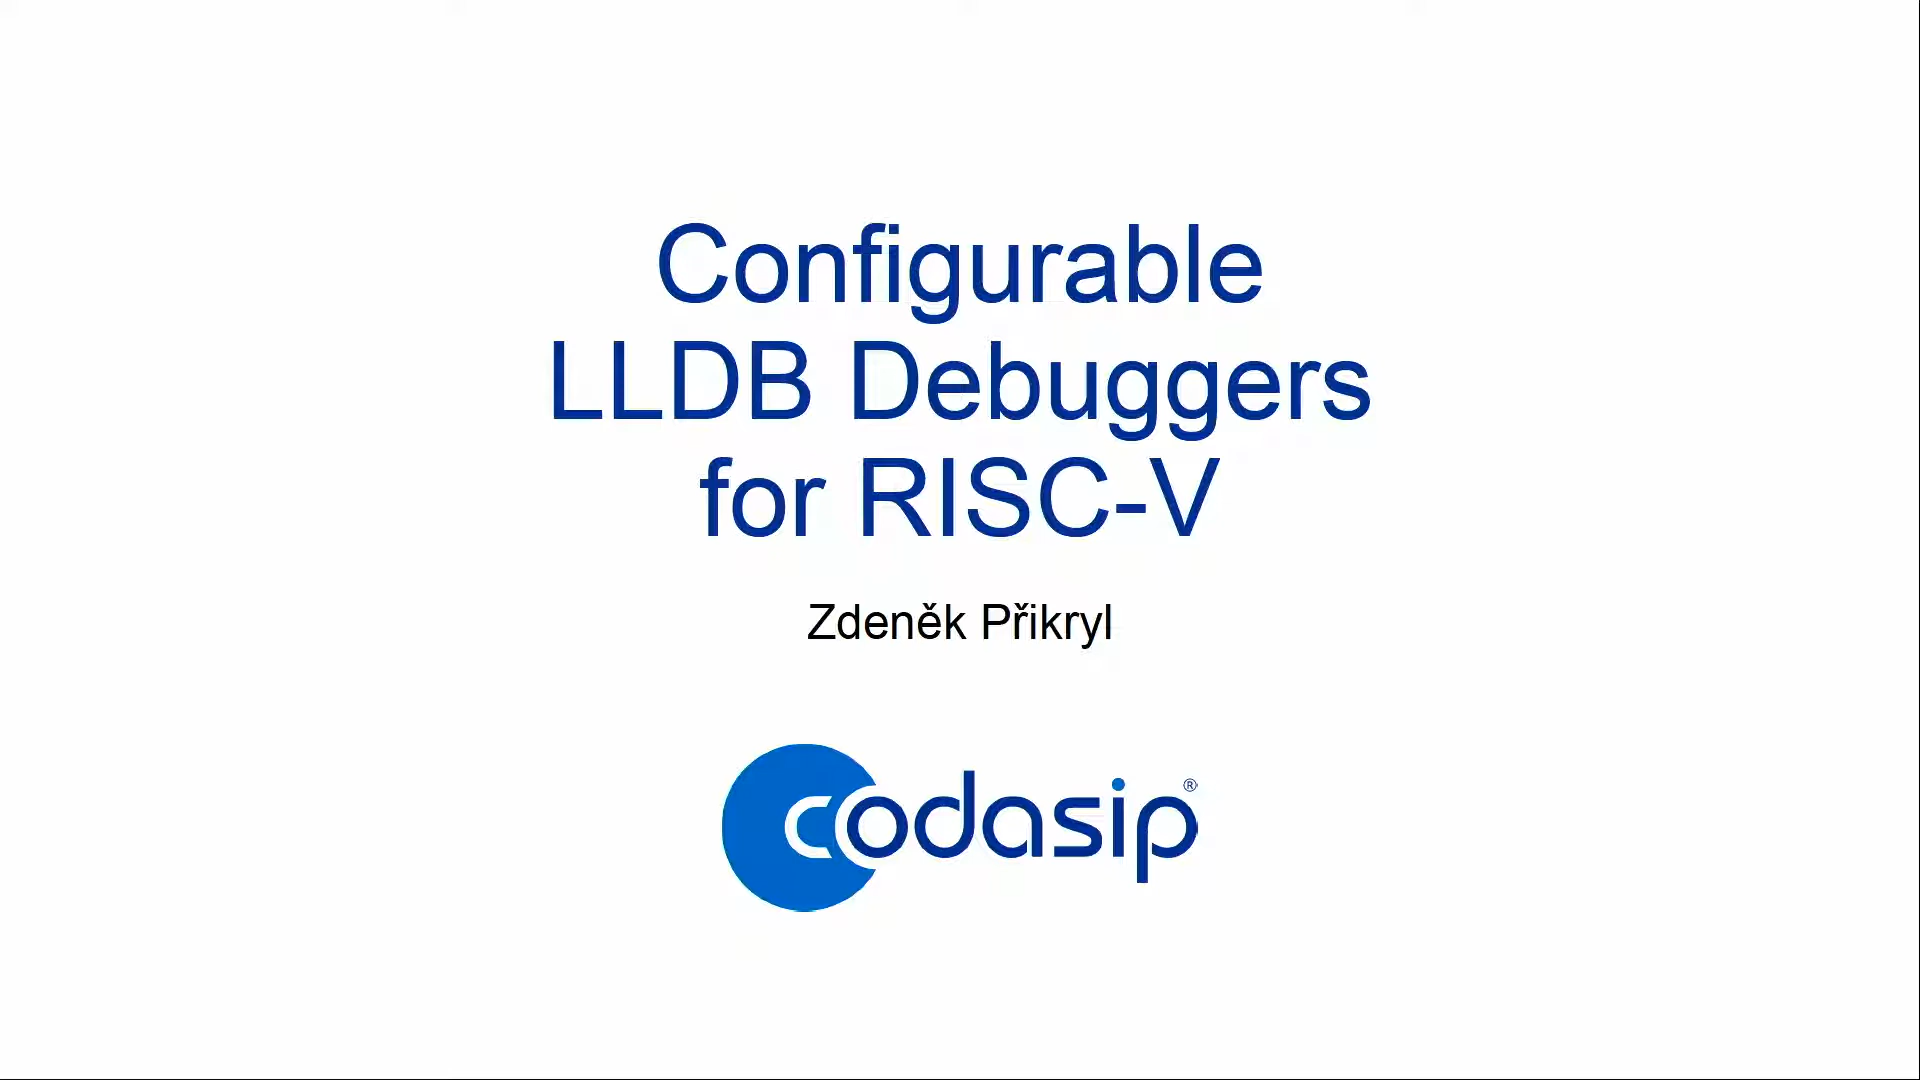 Configurable
LLDB Debuggers
for RISC-V
Zdeněk Přikryl
codasip®